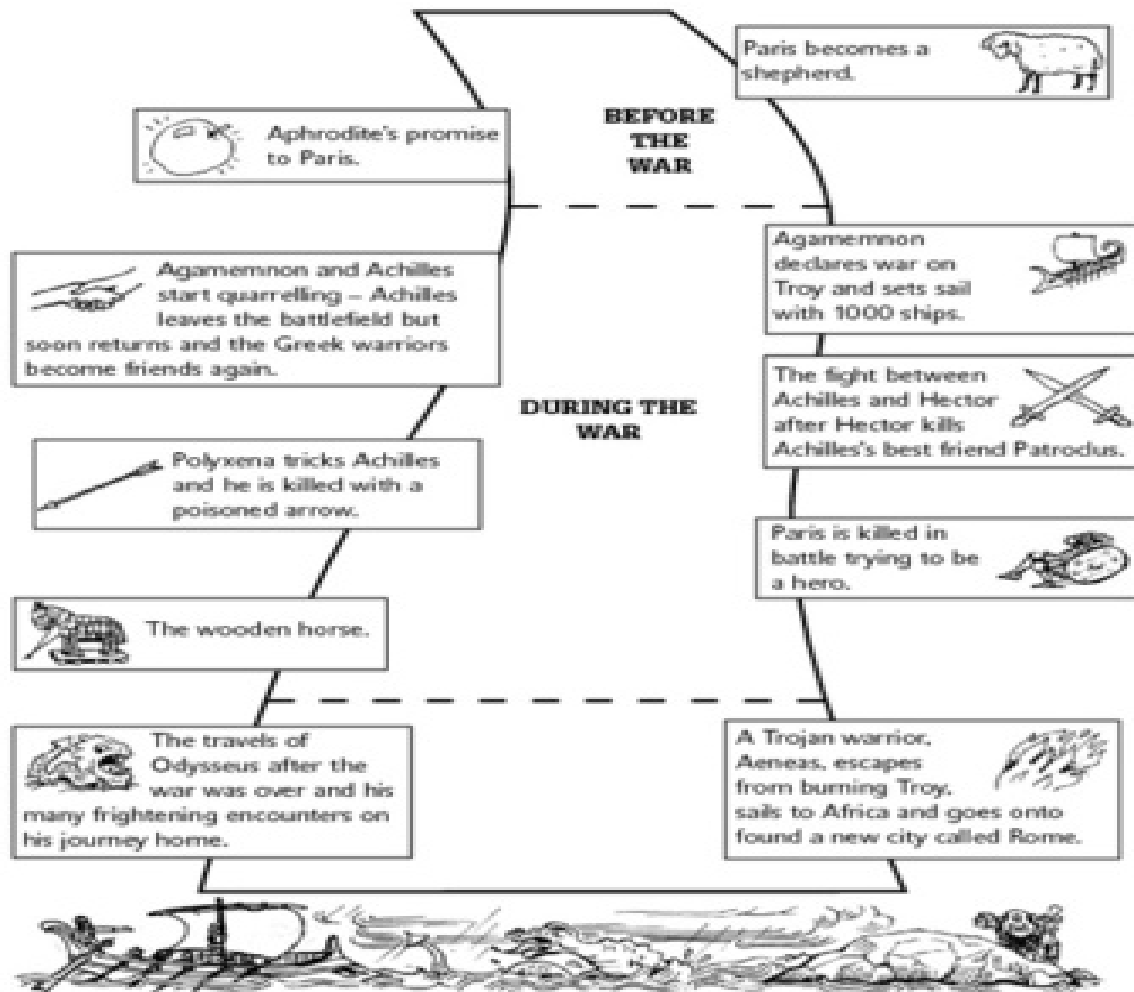 Paris becomes a
shepherd.
BEFORE
THE
WAR
Aphrodite's promise
to Paris.
Agamemnon
declares war on
Troy and sets sail
with 1000 ships.
Agamemnon and Achilles
start quarrelling – Achilles
leaves the battlefield but
soon returns and the Greek warriors
become friends again.
DURING THE
WAR
The fight between
Achilles and Hector
after Hector kills
Achilles's best friend Patroclus.
Polyxena tricks Achilles
and he is killed with a
poisoned arrow.
Paris is killed in
battle trying to be
a hero.
The wooden horse.
The travels of
Odysseus after the
war was over and his
many frightening encounters on
his journey home.
A Trojan warrior,
Aeneas, escapes
from burning Troy,
sails to Africa and goes onto
found a new city called Rome.